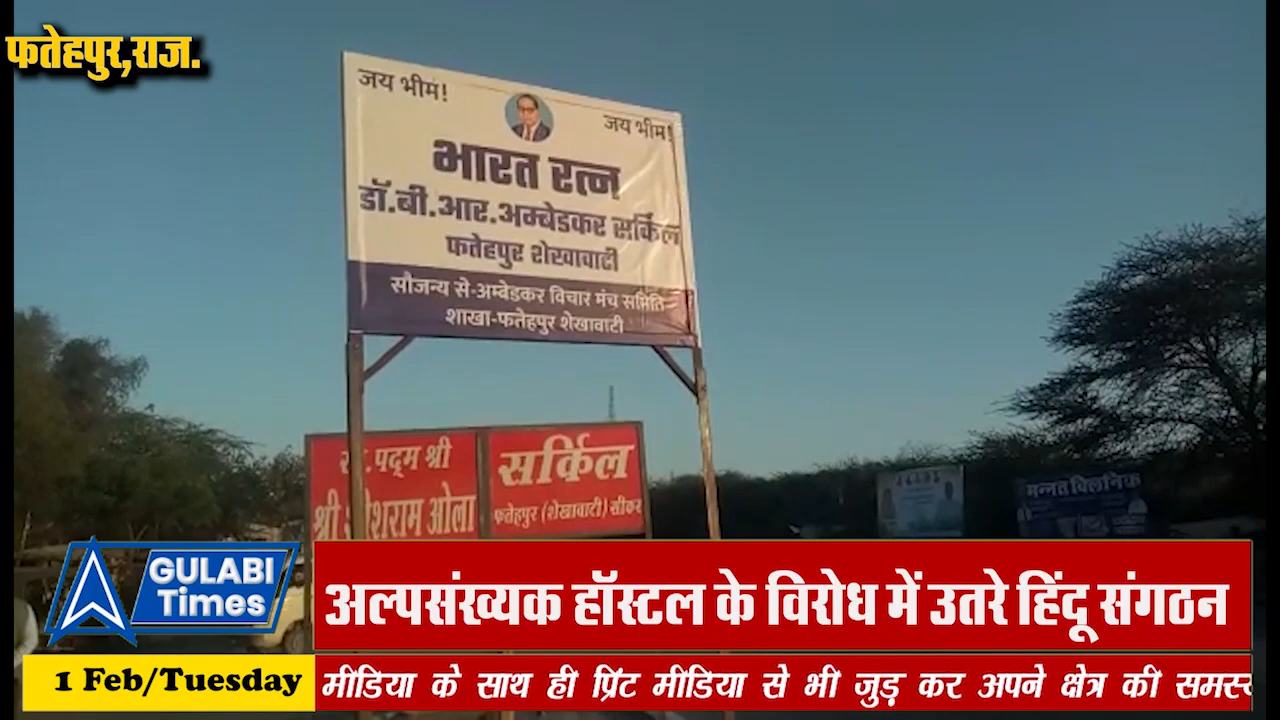 फतेहपुर,राज.
जय भीम!
जय भीम!
भारत रत्न
डॉ.बी.आर.अम्बेडकर सर्किल
फतेहपुर शेखावाटी
सौजन्य से-अम्बेडकर विचार मंच समिति
शाखा-फतेहपुर शेखावाटी
पद्म श्री
श्री ओला
सर्किल
फतेहपुर (शेखावाटी) सीकर
मन्नत क्लिनिक
GULABI
Times
अल्पसंख्यक हॉस्टल के विरोध में उतरे हिंदू संगठन
1 Feb/Tuesday
मीडिया के साथ ही प्रिंट मीडिया से भी जुड़ कर अपने क्षेत्र की